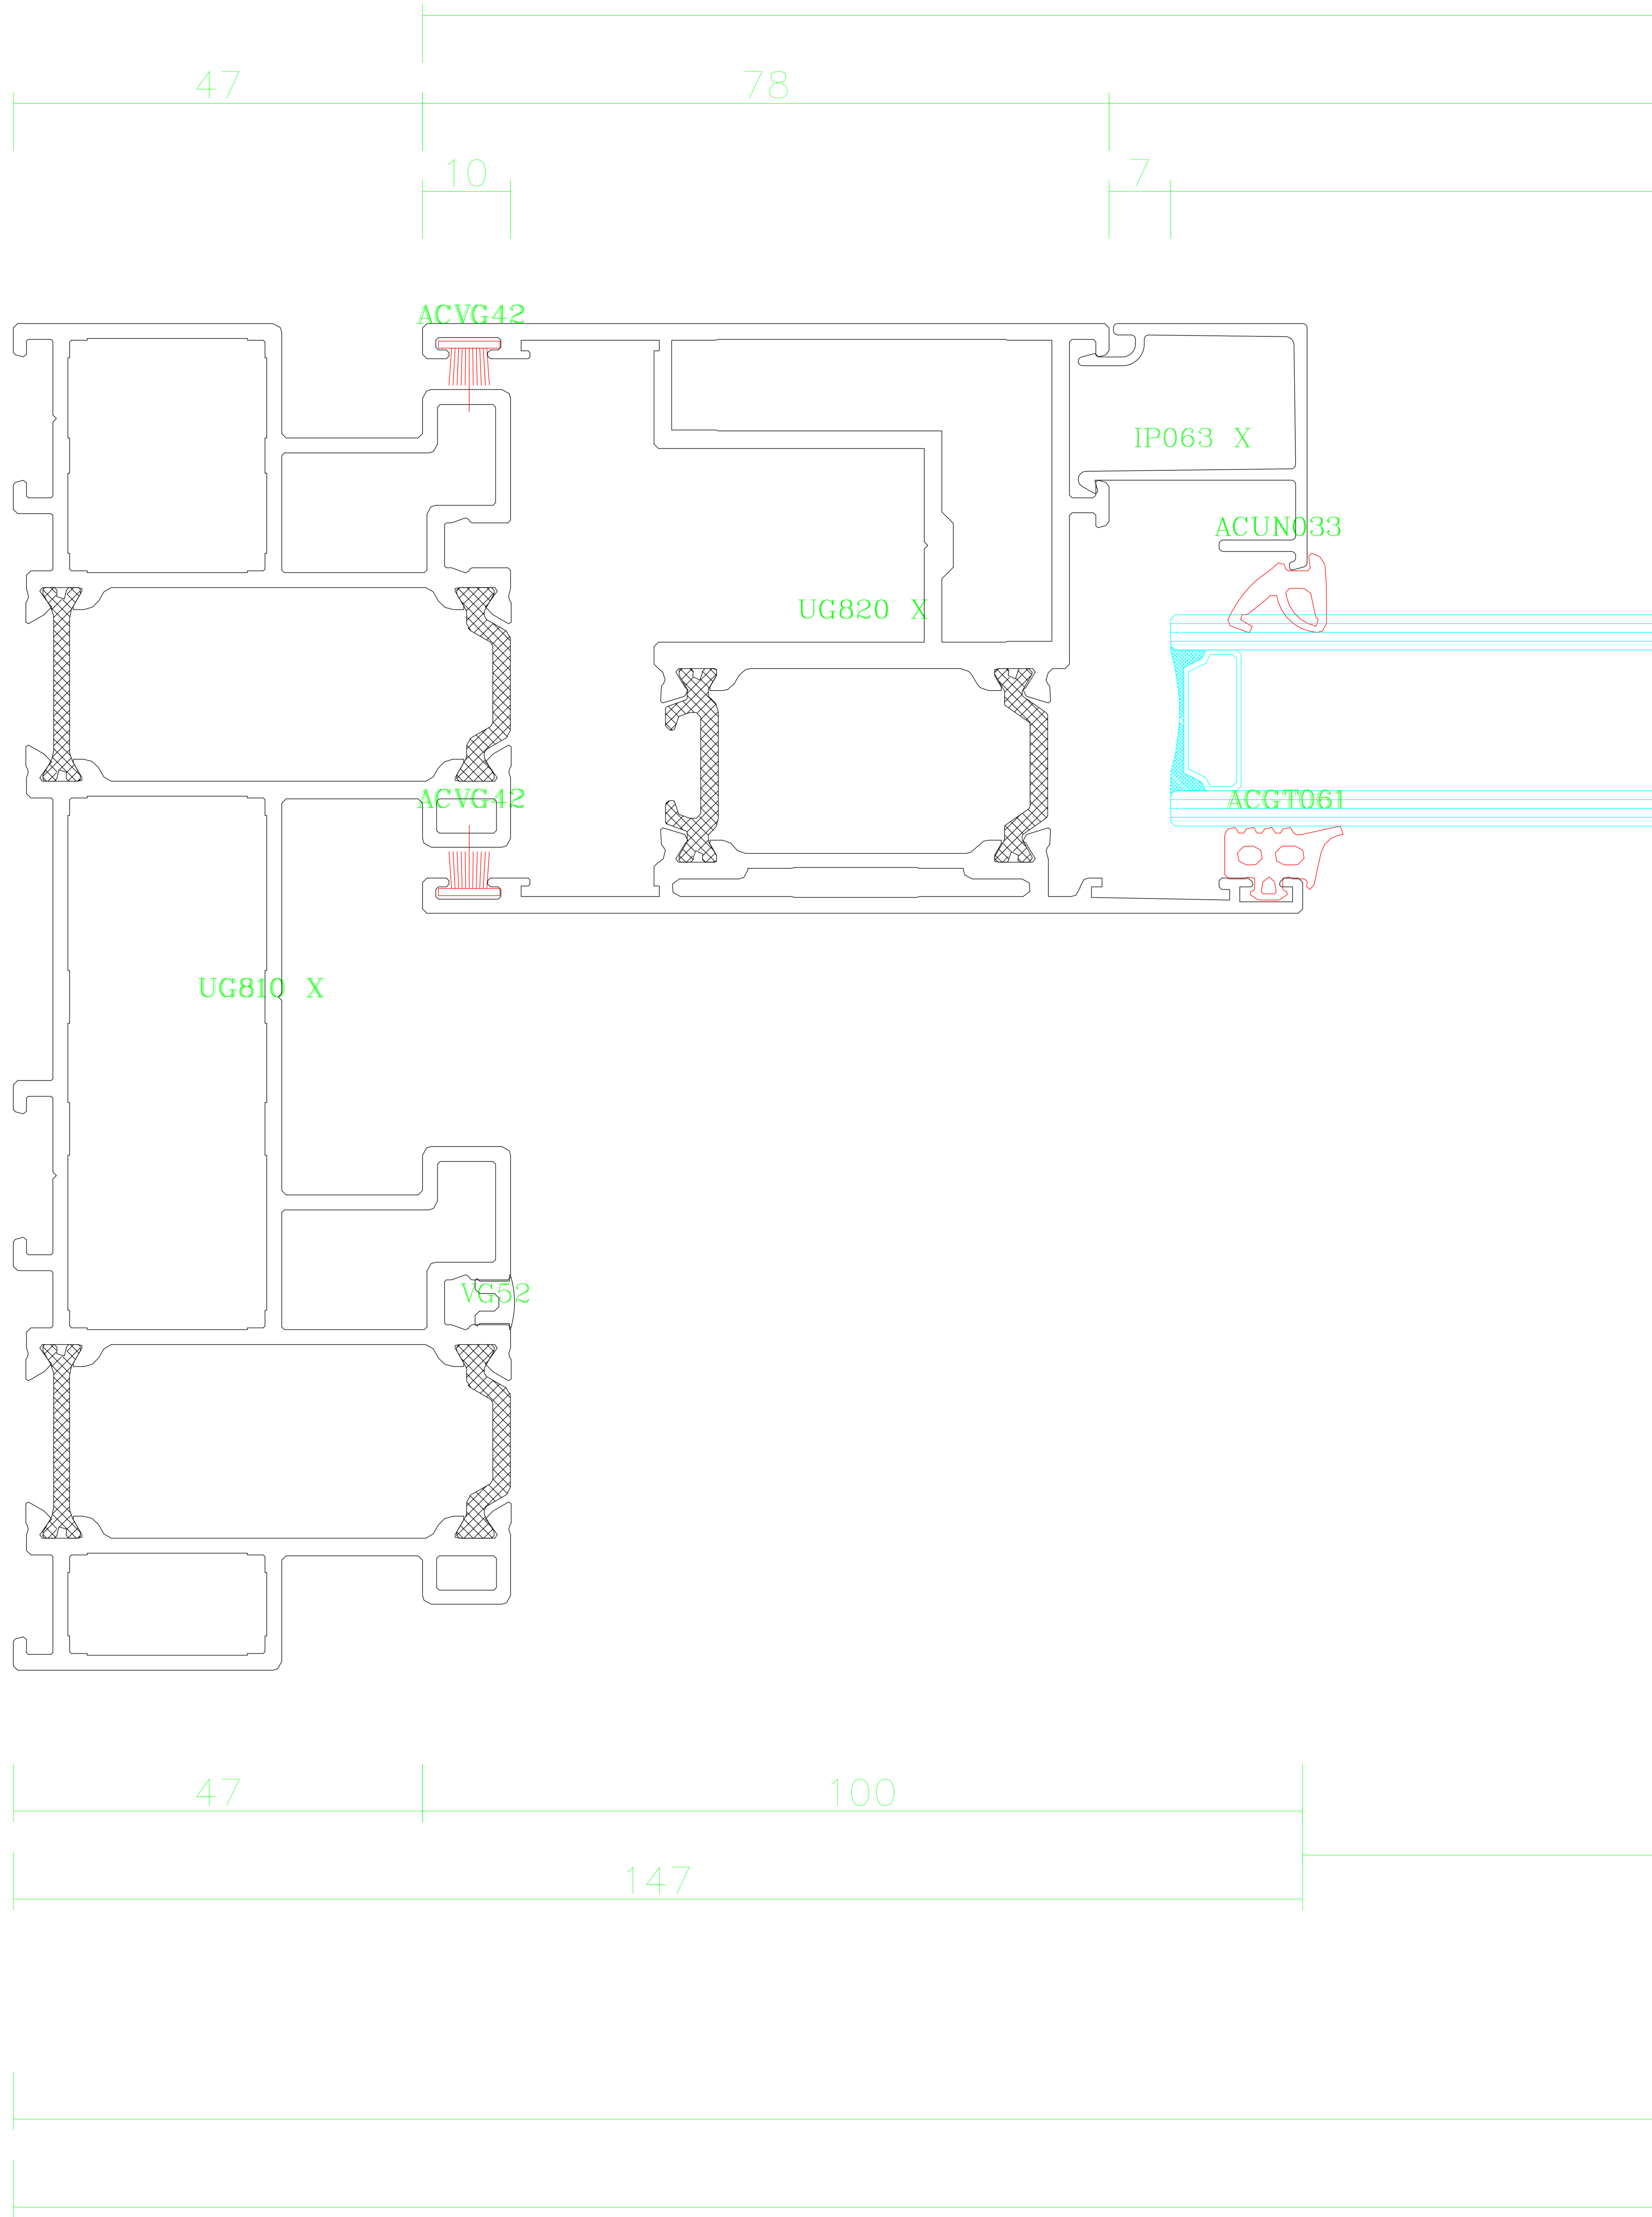 47
78
10
7
ACVG42
IP063 X
ACUN033
UG820 X
ACVG42
ACGT061
UG810 X
VG52
47
100
147